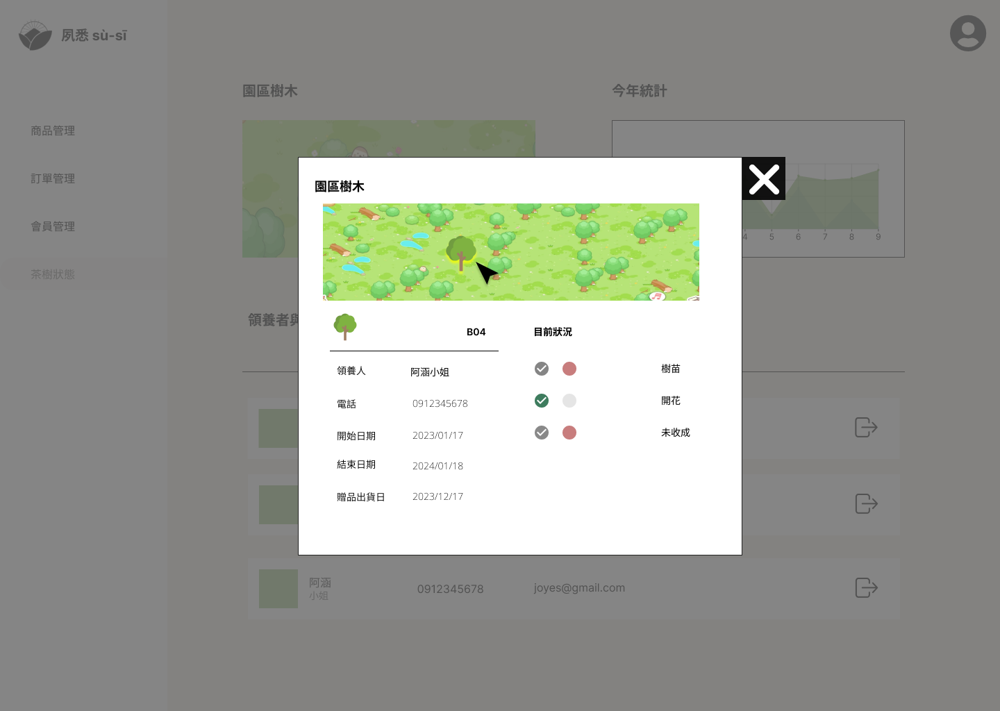 夙悉 sù-sī
商品管理
訂單管理
會員管理
茶樹狀態
園區樹木
今年統計
4 5 6 7 8 9
領養者與
園區樹木
B04
領養人 阿涵小姐
電話 0912345678
開始日期 2023/01/17
結束日期 2024/01/18
贈品出貨日 2023/12/17
目前狀況
樹苗
開花
未收成
阿涵
小姐
0912345678
joyes@gmail.com